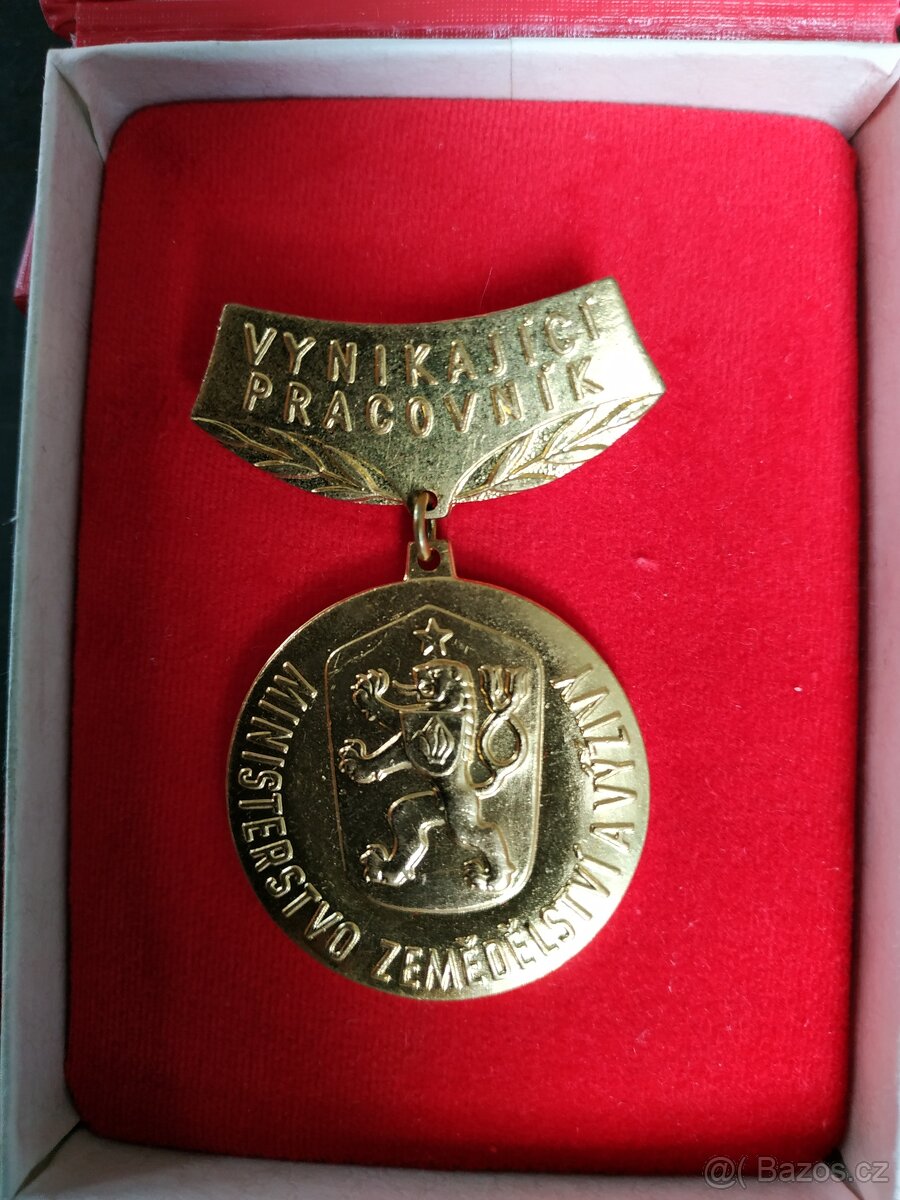 VYNIKAJÍCÍ
PRACOVNÍK
MINISTERSTVO ZEMĚDĚLSTVÍ A VÝŽIVY
@( Bazos.cz